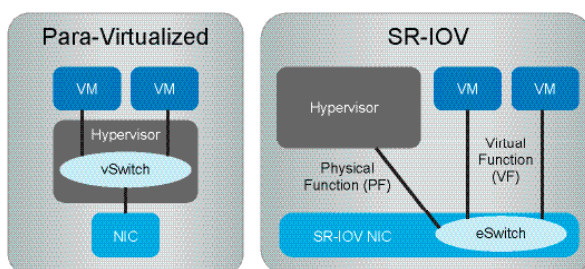 Para-Virtualized
VM VM
Hypervisor
vSwitch
NIC
SR-IOV
Hypervisor
VM VM
Physical
Function (PF)
Virtual
Function
(VF)
SR-IOV NIC
eSwitch